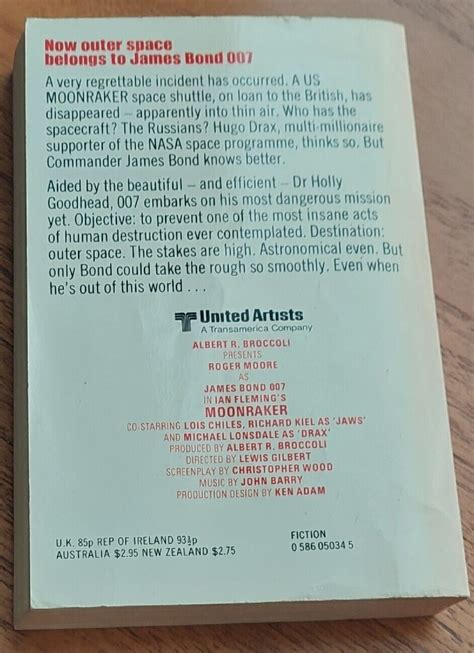 Now outer space
belongs to James Bond 007
A very regrettable incident has occurred. A US
MOONRAKER space shuttle, on loan to the British, has
disappeared – apparently into thin air. Who has the
spacecraft? The Russians? Hugo Drax, multi-millionaire
supporter of the NASA space programme, thinks so. But
Commander James Bond knows better.
Aided by the beautiful – and efficient – Dr Holly
Goodhead, 007 embarks on his most dangerous mission
yet. Objective: to prevent one of the most insane acts
of human destruction ever contemplated. Destination:
outer space. The stakes are high. Astronomical even. But
only Bond could take the rough so smoothly. Even when
he's out of this world . . .
United Artists
A Transamerica Company
ALBERT R. BROCCOLI
PRESENTS
ROGER MOORE
AS
JAMES BOND 007
IN IAN FLEMING'S
MOONRAKER
CO-STARRING LOIS CHILES, RICHARD KIEL AS 'JAWS'
AND MICHAEL LONSDALE AS 'DRAX'
PRODUCED BY ALBERT R. BROCCOLI
DIRECTED BY LEWIS GILBERT
SCREENPLAY BY CHRISTOPHER WOOD
MUSIC BY JOHN BARRY
PRODUCTION DESIGN BY KEN ADAM
U.K. 85p REP OF IRELAND 93½p
AUSTRALIA $2.95 NEW ZEALAND $2.75
FICTION
0 586 05034 5